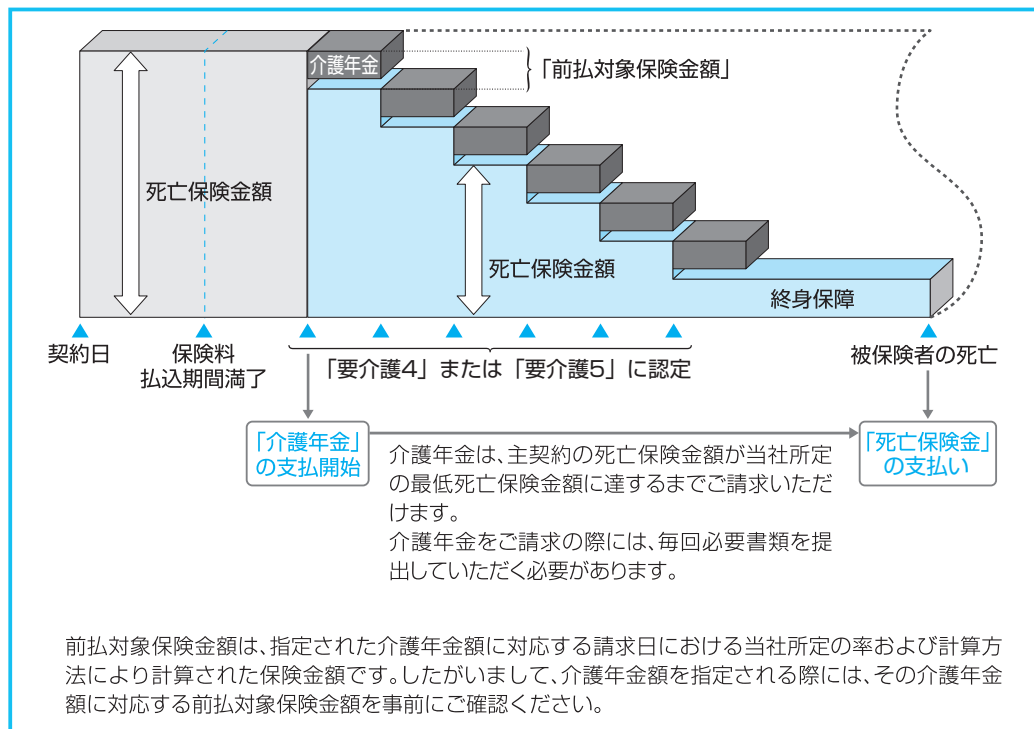 介護年金
「前払対象保険金額」
死亡保険金額
死亡保険金額
終身保障
契約日
保険料
払込期間満了
「要介護4」または「要介護5」に認定
被保険者の死亡
「介護年金」
の支払開始
介護年金は、主契約の死亡保険金額が当社所定
の最低死亡保険金額に達するまでご請求いただ
けます。
介護年金をご請求の際には、毎回必要書類を提
出していただく必要があります。
「死亡保険金」
の支払い
前払対象保険金額は、指定された介護年金額に対応する請求日における当社所定の率および計算方
法により計算された保険金額です。したがいまして、介護年金額を指定される際には、その介護年金
額に対応する前払対象保険金額を事前にご確認ください。